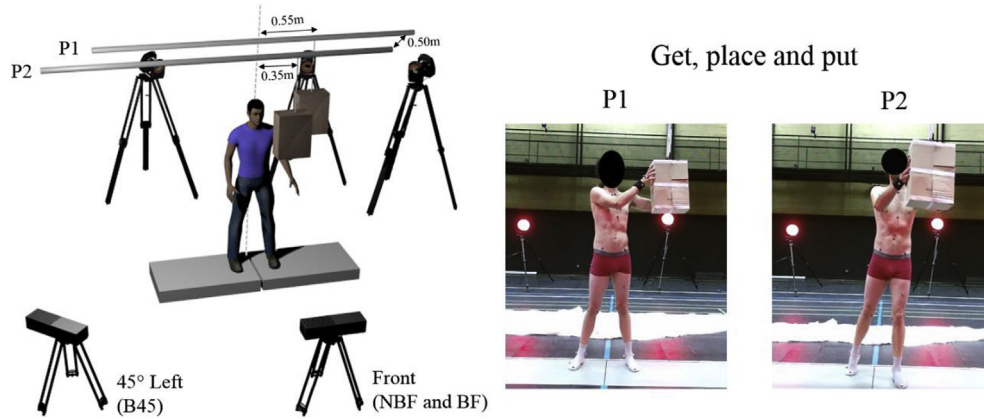 0.55m
P1
0.50m
P2
0.35m
45° Left
(B45)
Front
(NBF and BF)
Get, place and put
P1
P2